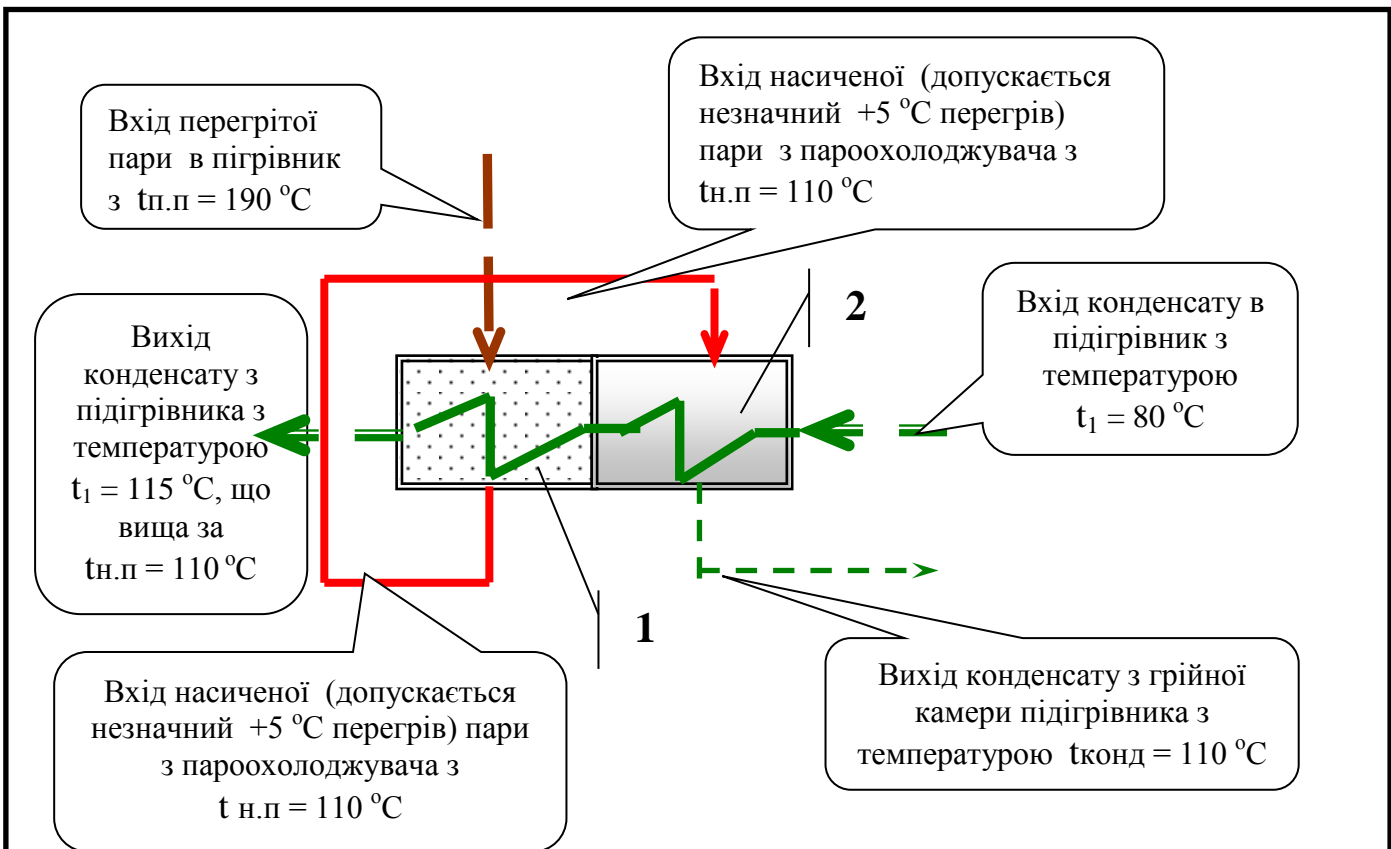 Вхід перегрітої
пари в пігрівник
з tп.п = 190 °С
Вхід насиченої (допускається
незначний +5 °С перегрів)
пари з пароохолоджувача з
tн.п = 110 °С
2
Вхід конденсату в
підігрівник з
температурою
t₁ = 80 °С
Вихід
конденсату з
підігрівника з
температурою
t₁ = 115 °С, що
вища за
tн.п = 110 °С
1
Вхід насиченої (допускається
незначний +5 °С перегрів) пари
з пароохолоджувача з
t н.п = 110 °С
Вихід конденсату з грійної
камери підігрівника з
температурою tконд = 110 °С